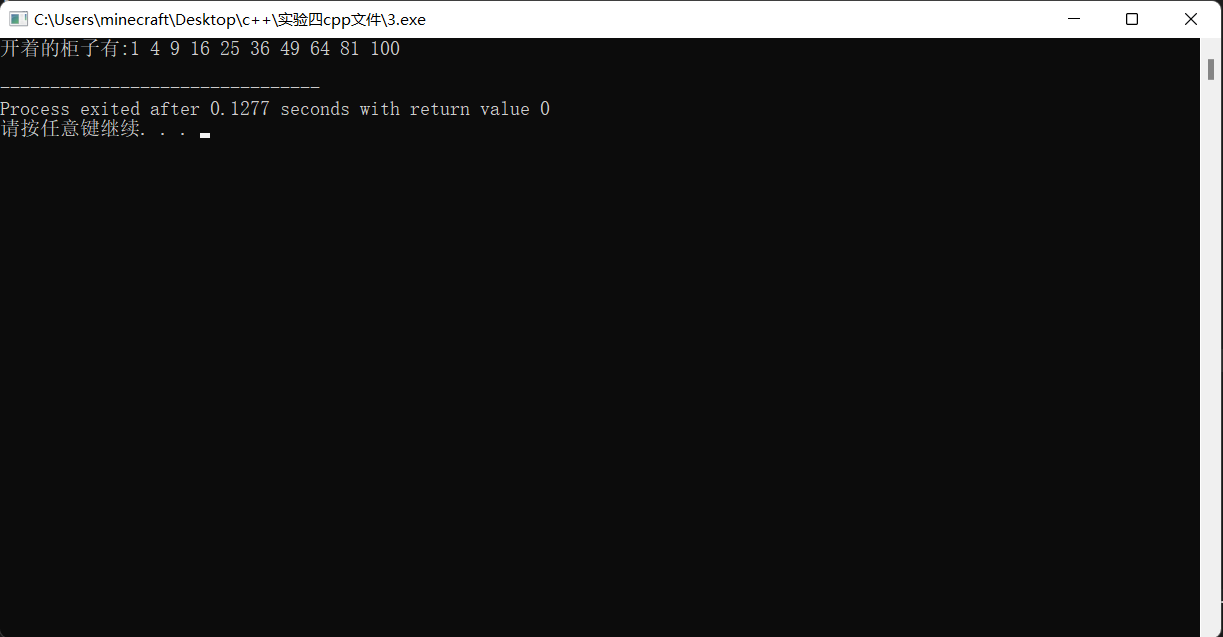 C:\Users\minecraft\Desktop\c++\实验四cpp文件\3.exe
开着的柜子有:1 4 9 16 25 36 49 64 81 100
--------------------------------
Process exited after 0.1277 seconds with return value 0
请按任意键继续. . .